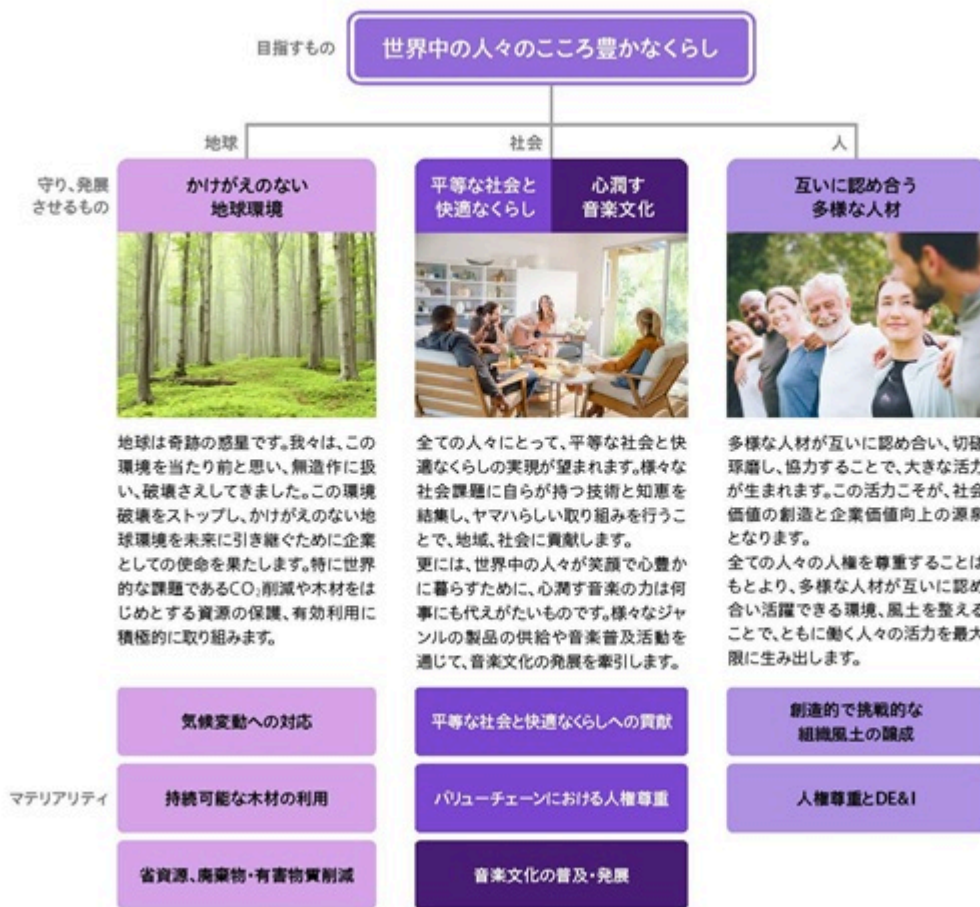 目指すもの
世界中の人々のこころ豊かなくらし
地球
社会
人
守り、発展
させるもの
かけがえのない
地球環境
平等な社会と
快適なくらし
心潤す
音楽文化
互いに認め合う
多様な人材
地球は奇跡の惑星です。我々は、この
環境を当たり前と思い、無造作に扱
い、破壊さえしてきました。この環境
破壊をストップし、かけがえのない地
球環境を未来に引き継ぐために企業
としての使命を果たします。特に世界
的な課題であるCO₂削減や木材をは
じめとする資源の保護、有効利用に
積極的に取り組みます。
全ての人々にとって、平等な社会と快
適なくらしの実現が望まれます。様々な
社会課題に自らが持つ技術と知恵を
結集し、ヤマハらしい取り組みを行うこ
とで、地域、社会に貢献します。
更には、世界中の人々が笑顔で心豊か
に暮らすために、心潤す音楽の力は何
事にも代えがたいものです。様々なジャ
ンルの製品の供給や音楽普及活動を
通じて、音楽文化の発展を牽引します。
多様な人材が互いに認め合い、切磋
琢磨し、協力することで、大きな活力
が生まれます。この活力こそが、社会
価値の創造と企業価値向上の源泉
となります。
全ての人々の人権を尊重することは
もとより、多様な人材が互いに認め
合い活躍できる環境、風土を整える
ことで、ともに働く人々の活力を最大
限に生み出します。
マテリアリティ
気候変動への対応
持続可能な木材の利用
省資源、廃棄物・有害物質削減
平等な社会と快適なくらしへの貢献
バリューチェーンにおける人権尊重
音楽文化の普及・発展
創造的で挑戦的な
組織風土の醸成
人権尊重とDE&I